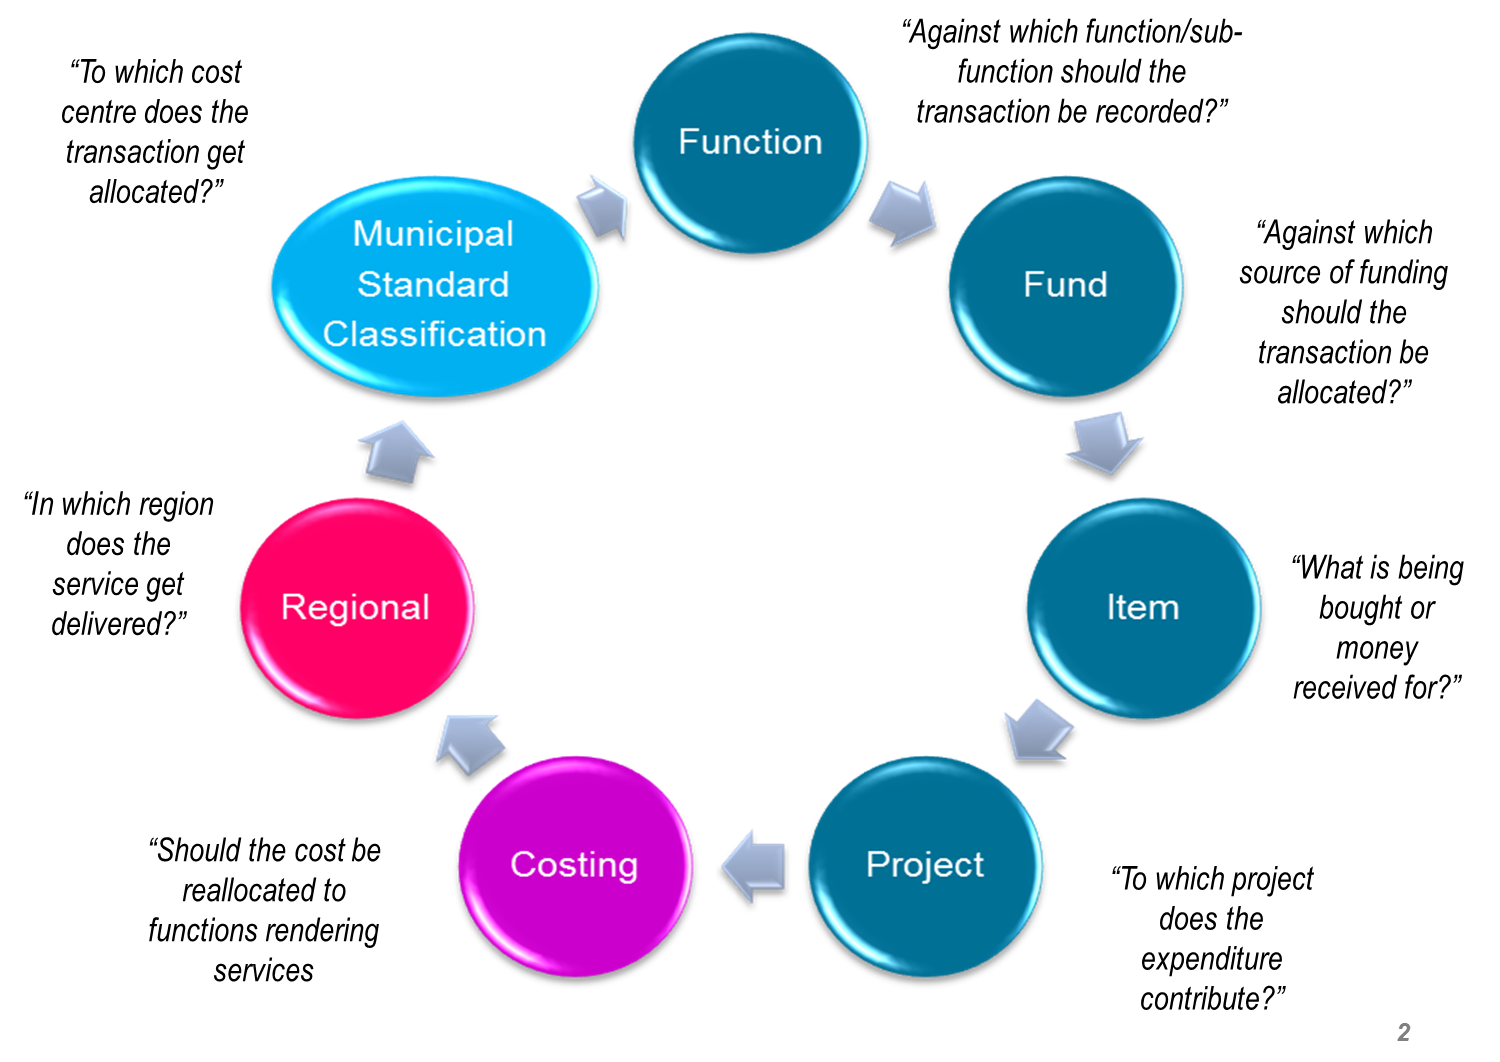 “To which cost
centre does the
transaction get
allocated?”
Municipal
Standard
Classification
Function
“Against which function/sub-
function should the
transaction be recorded?”
Fund
“Against which
source of funding
should the
transaction be
allocated?”
Item
“What is being
bought or
money
received for?”
Project
“To which project
does the
expenditure
contribute?”
Costing
“Should the cost be
reallocated to
functions rendering
services
Regional
“In which region
does the
service get
delivered?”
2